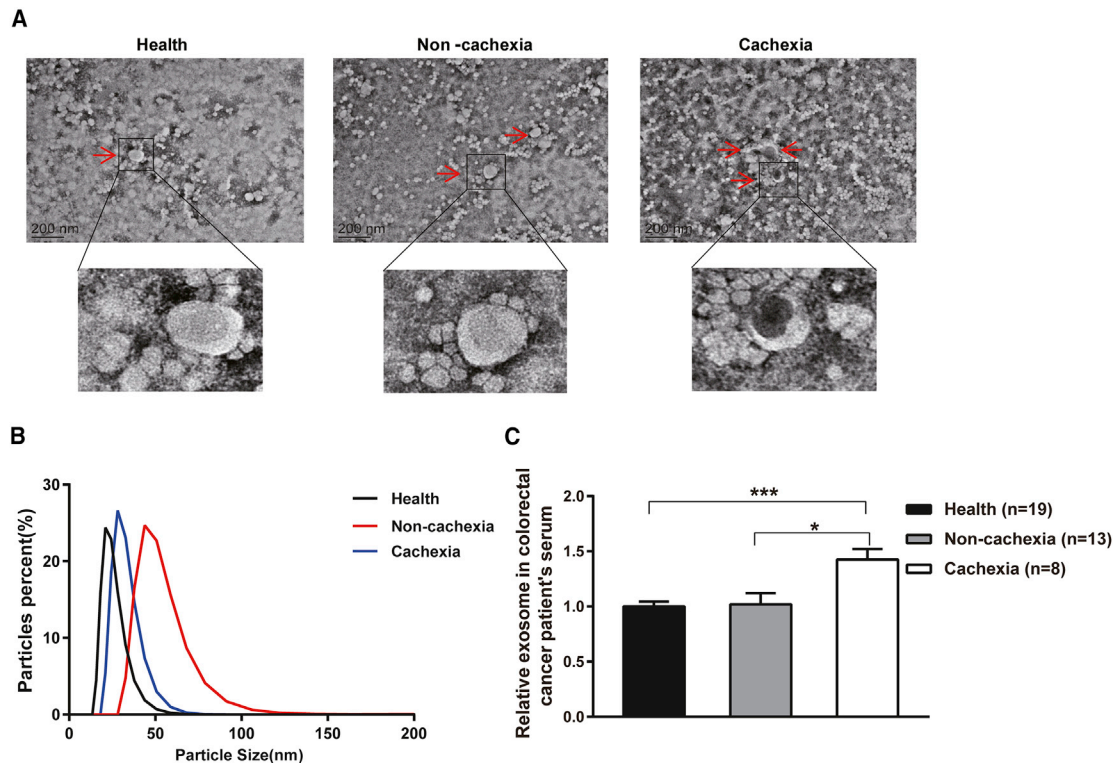 A
Health
Non -cachexia
Cachexia
200 nm
200 nm
200 nm
B
Particles percent(%)
30
20
10
0
0
50
100
150
200
Particle Size(nm)
Health
Non-cachexia
Cachexia
C
Relative exosome in colorectal
cancer patient's serum
2.0
1.5
1.0
0.5
0.0
***
*
Health (n=19)
Non-cachexia (n=13)
Cachexia (n=8)